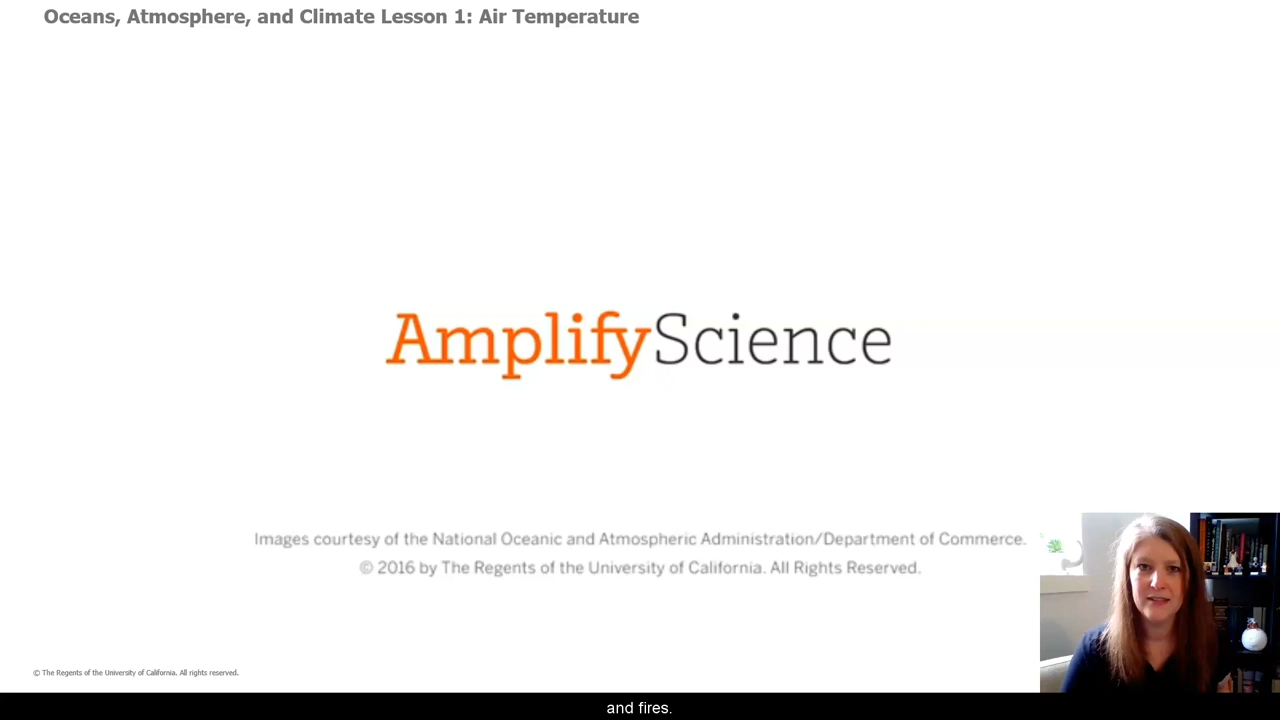 Oceans, Atmosphere, and Climate Lesson 1: Air Temperature
AmplifyScience
Images courtesy of the National Oceanic and Atmospheric Administration/Department of Commerce.
© 2016 by The Regents of the University of California. All Rights Reserved.
© The Regents of the University of California. All rights reserved.
and fires.